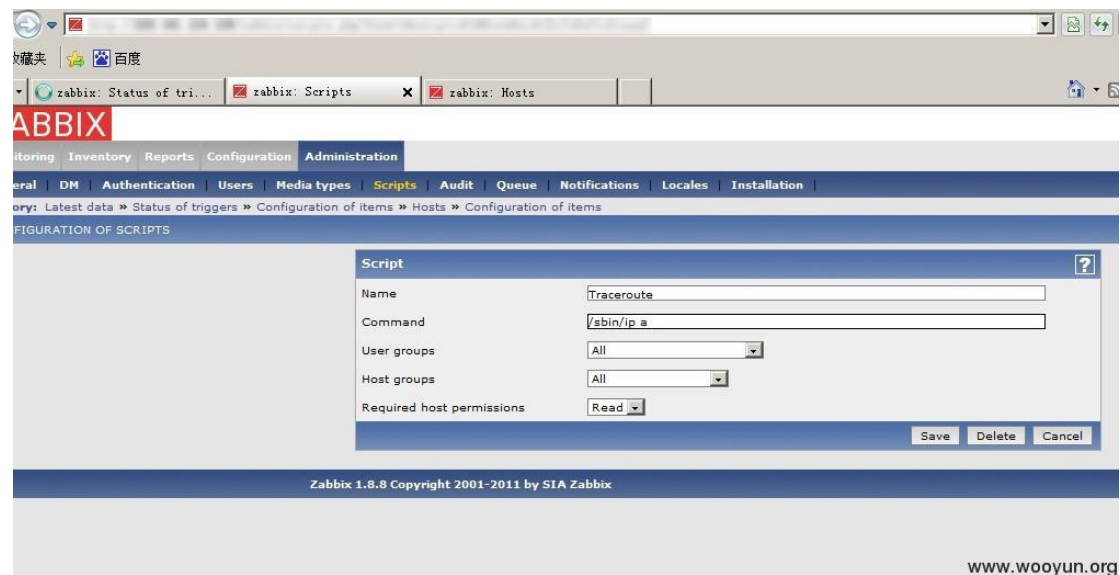 藏夹 百度
zabbix: Status of tri... zabbix: Scripts zabbix: Hosts
ABBIX
itoring Inventory Reports Configuration Administration
eral DM Authentication Users Media types Scripts Audit Queue Notifications Locales Installation
ory: Latest data » Status of triggers » Configuration of items » Hosts » Configuration of items
FIGURATION OF SCRIPTS
Script ?
Name Traceroute
Command /sbin/ip a
User groups All
Host groups All
Required host permissions Read
Save Delete Cancel
Zabbix 1.8.8 Copyright 2001-2011 by SIA Zabbix
www.wooyun.org